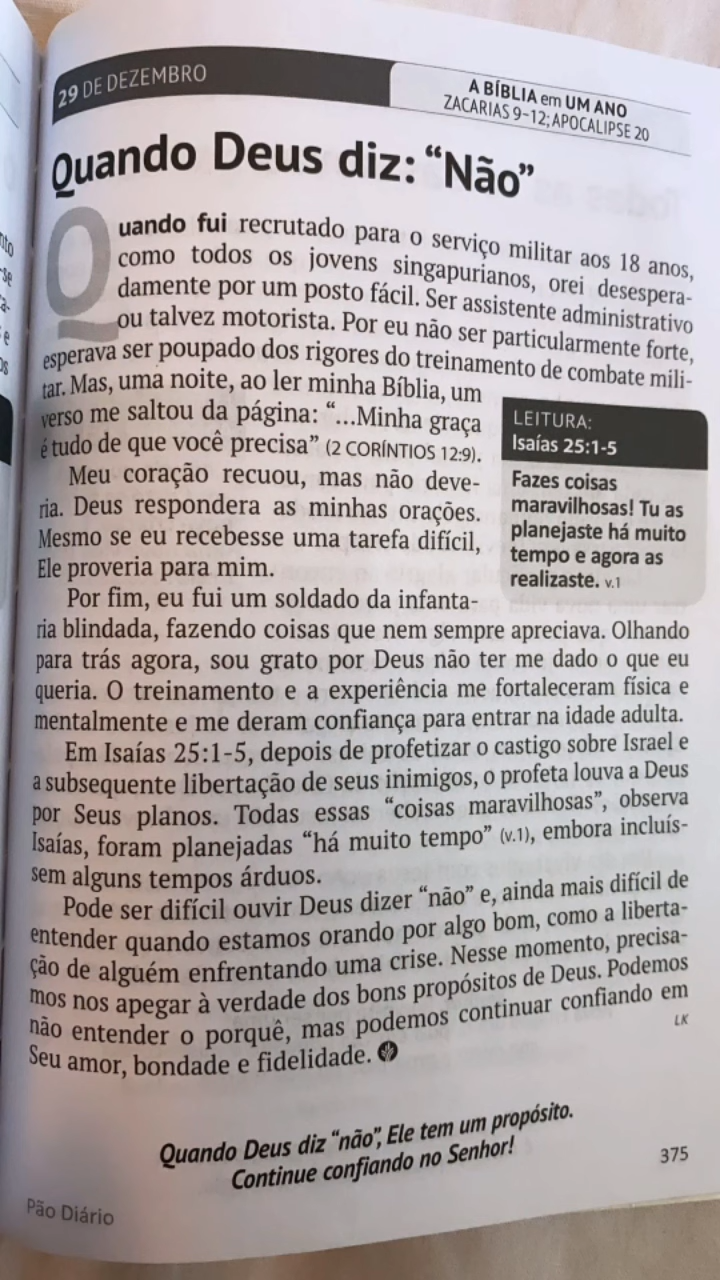 29 DE DEZEMBRO
A BÍBLIA em UM ANO
ZACARIAS 9–12; APOCALIPSE 20
Quando Deus diz: “Não”
Quando fui recrutado para o serviço militar aos 18 anos,
como todos os jovens singapurianos, orei desespera-
damente por um posto fácil. Ser assistente administrativo
ou talvez motorista. Por eu não ser particularmente forte,
esperava ser poupado dos rigores do treinamento de combate mili-
tar. Mas, uma noite, ao ler minha Bíblia, um
verso me saltou da página: “...Minha graça
é tudo de que você precisa” (2 CORÍNTIOS 12:9).
Meu coração recuou, mas não deve-
ria. Deus respondera as minhas orações.
Mesmo se eu recebesse uma tarefa difícil,
Ele proveria para mim.
LEITURA:
Isaías 25:1-5
Fazes coisas
maravilhosas! Tu as
planejaste há muito
tempo e agora as
realizaste. v.1
Por fim, eu fui um soldado da infanta-
ria blindada, fazendo coisas que nem sempre apreciava. Olhando
para trás agora, sou grato por Deus não ter me dado o que eu
queria. O treinamento e a experiência me fortaleceram física e
mentalmente e me deram confiança para entrar na idade adulta.
Em Isaías 25:1-5, depois de profetizar o castigo sobre Israel e
a subsequente libertação de seus inimigos, o profeta louva a Deus
por Seus planos. Todas essas “coisas maravilhosas”, observa
Isaías, foram planejadas “há muito tempo” (v.1), embora incluís-
sem alguns tempos árduos.
Pode ser difícil ouvir Deus dizer “não” e, ainda mais difícil de
entender quando estamos orando por algo bom, como a liberta-
ção de alguém enfrentando uma crise. Nesse momento, precisa-
mos nos apegar à verdade dos bons propósitos de Deus. Podemos
não entender o porquê, mas podemos continuar confiando em
Seu amor, bondade e fidelidade.
LK
Quando Deus diz “não”, Ele tem um propósito.
Continue confiando no Senhor!
375
Pão Diário